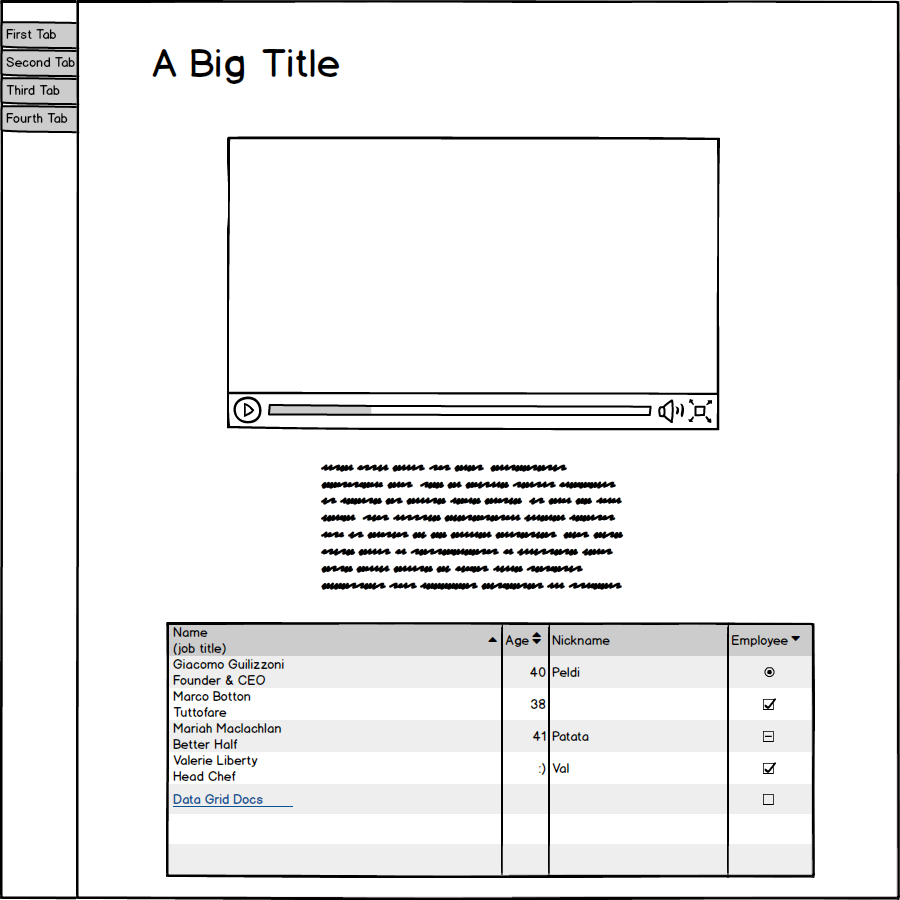 First Tab
Second Tab
Third Tab
Fourth Tab
A Big Title
Name
(job title)
Age
Nickname
Employee
Giacomo Guilizzoni
Founder & CEO
40
Peldi
Marco Botton
Tuttofare
38
Mariah Maclachlan
Better Half
41
Patata
Valerie Liberty
Head Chef
:)
Val
Data Grid Docs